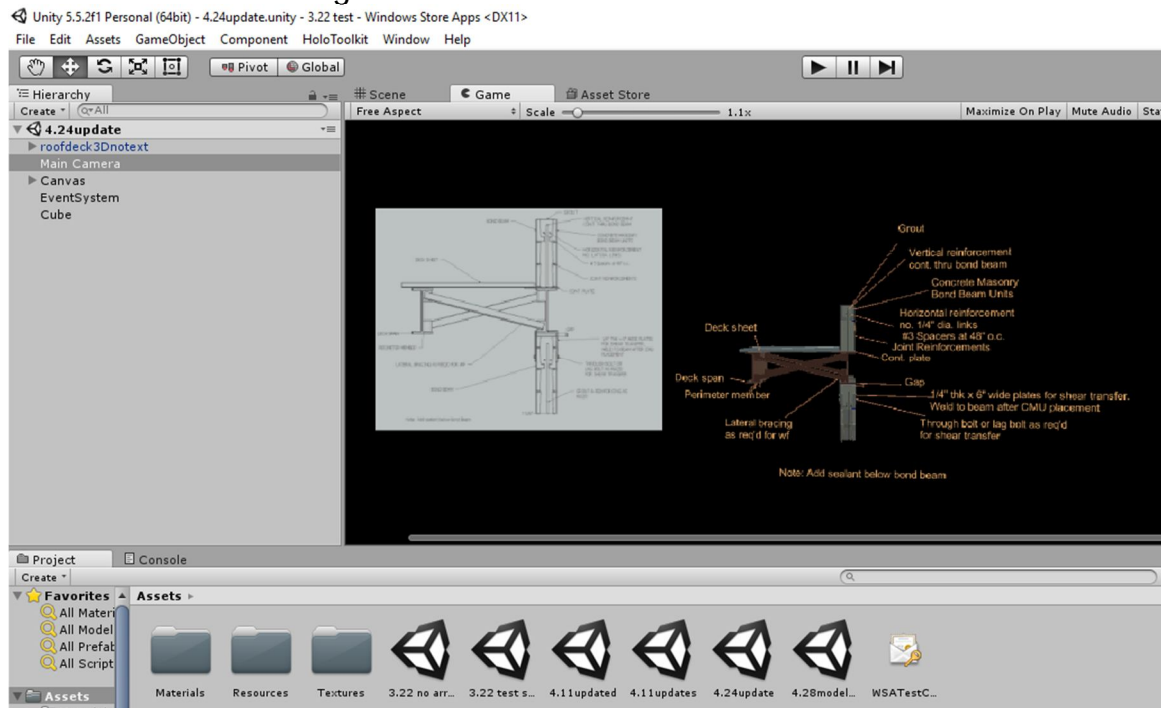 Unity 5.5.2f1 Personal (64bit) - 4.24update.unity - 3.22 test - Windows Store Apps <DX11>
File Edit Assets GameObject Component HoloToolkit Window Help
Pivot Global
Hierarchy
Create All
4.24update
roofdeck3Dnotext
Main Camera
Canvas
EventSystem
Cube
Scene Game Asset Store
Free Aspect Scale 1.1x Maximize On Play Mute Audio Sta
Grout
Vertical reinforcement
cont. thru bond beam
Concrete Masonry
Bond Beam Units
Horizontal reinforcement
no. 1/4" dia. links
#3 Spacers at 48" o.c.
Joint Reinforcements
Cont. plate
Deck sheet
Deck span
Perimeter member
Gap
1/4" thk x 6" wide plates for shear transfer.
Weld to beam after CMU placement
Lateral bracing
as req'd for wf
Through bolt or lag bolt as req'd
for shear transfer
Note: Add sealant below bond beam
Project Console
Create
Favorites
All Materi
All Model
All Prefab
All Script
Assets
Assets
Materials Resources Textures 3.22 no arr... 3.22 test s... 4.11updated 4.11updates 4.24update 4.28model... WSATestC...